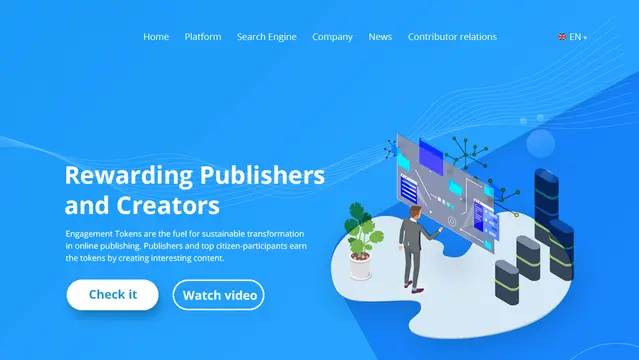 Home Platform Search Engine Company News Contributor relations EN
Rewarding Publishers
and Creators
Engagement Tokens are the fuel for sustainable transformation
in online publishing. Publishers and top citizen-participants earn
the tokens by creating interesting content.
Check it Watch video